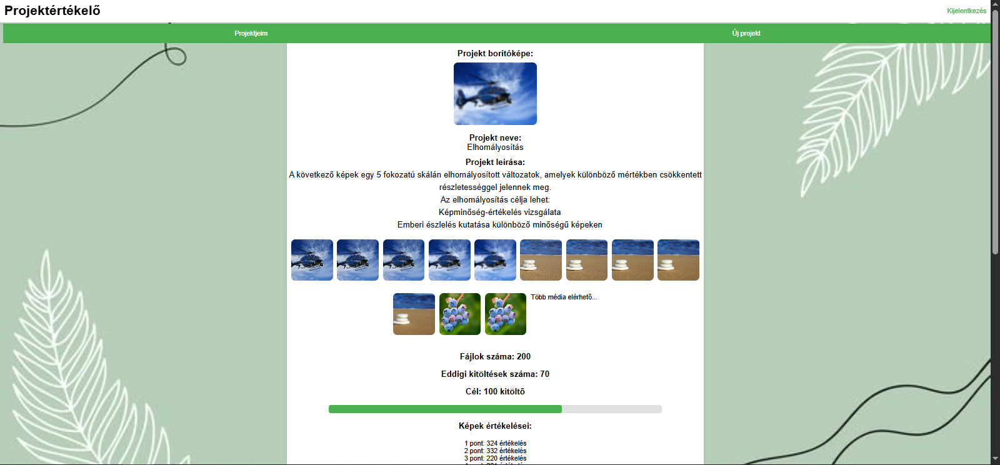 Projektértékelő
Kijelentkezés
Projektjeim
Új projekt
Projekt borítóképe:
Projekt neve:
Elhomályosítás
Projekt leírása:
A következő képek egy 5 fokozatú skálán elhomályosított változatok, amelyek különböző mértékben csökkentett
részletességgel jelennek meg.
Az elhomályosítás célja lehet:
Képminőség-értékelés vizsgálata
Emberi észlelés kutatása különböző minőségű képeken
Több média elérhető...
Fájlok száma: 200
Eddigi kitöltések száma: 70
Cél: 100 kitöltő
Képek értékelései:
1 pont: 324 értékelés
2 pont: 332 értékelés
3 pont: 220 értékelés